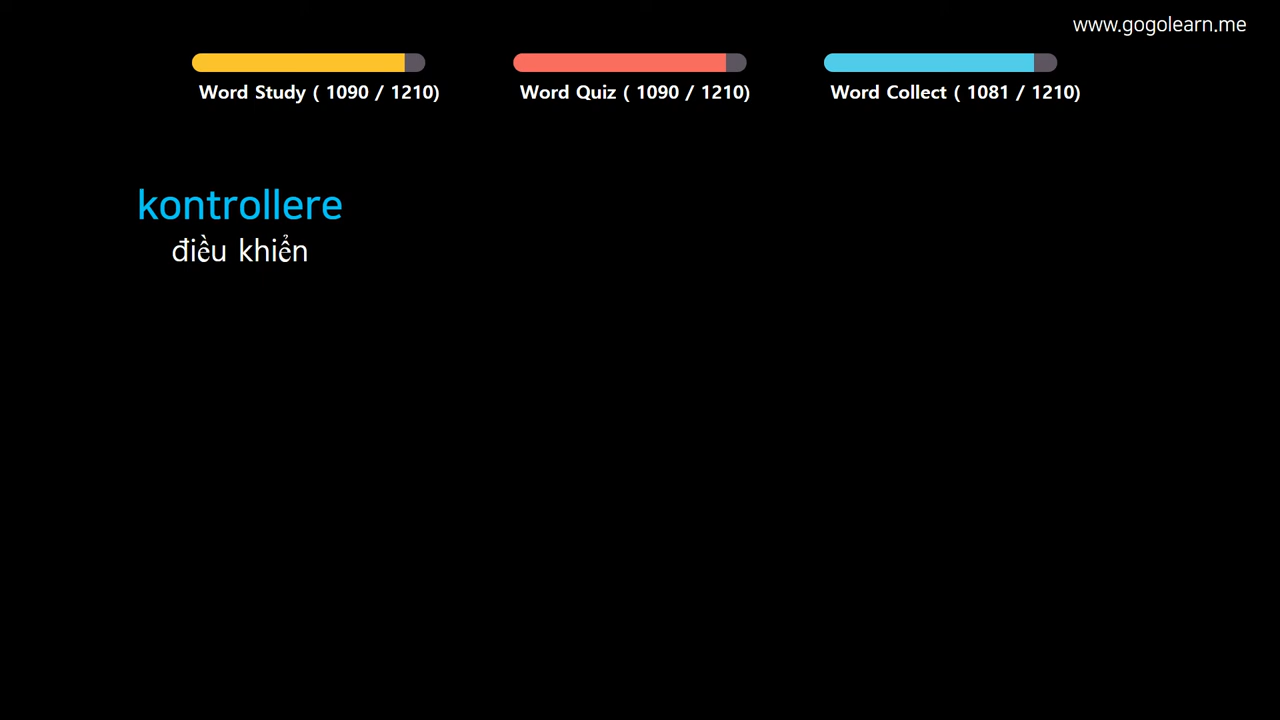 www.gogolearn.me
Word Study ( 1090 / 1210)
Word Quiz ( 1090 / 1210)
Word Collect ( 1081 / 1210)
kontrollere
điều khiển